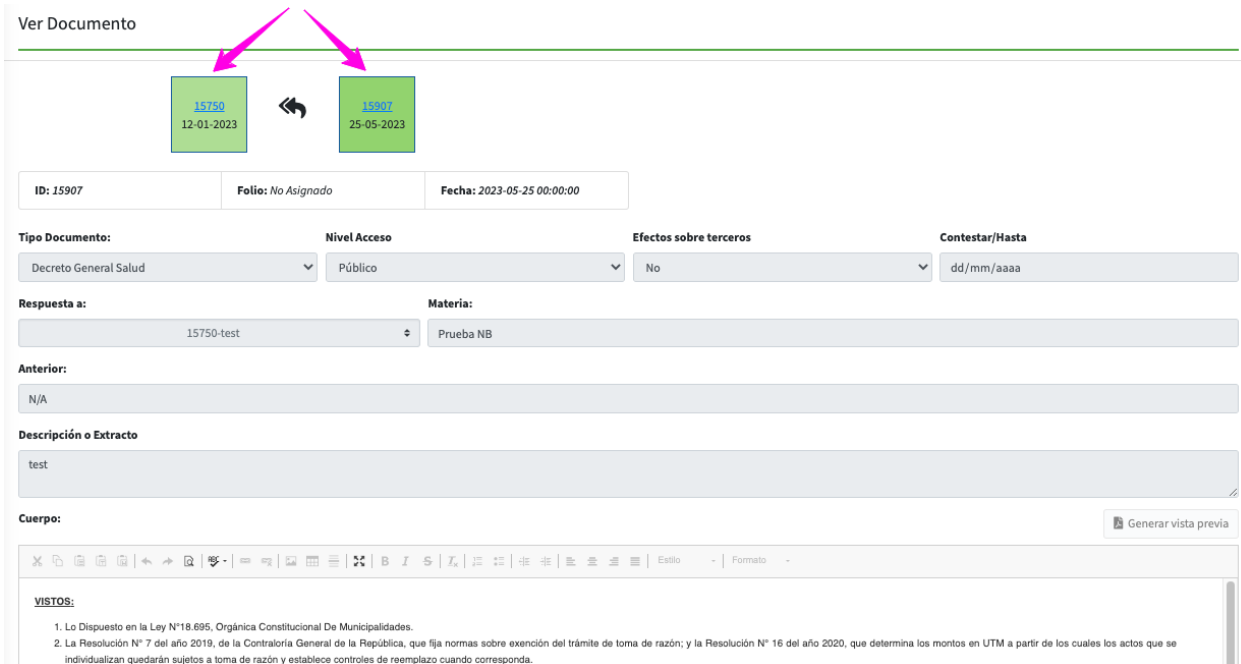 Ver Documento
15750
12-01-2023
15907
25-05-2023
ID: 15907
Folio: No Asignado
Fecha: 2023-05-25 00:00:00
Tipo Documento:
Nivel Acceso
Efectos sobre terceros
Contestar/Hasta
Decreto General Salud
Público
No
dd/mm/aaaa
Respuesta a:
Materia:
15750-test
Prueba NB
Anterior:
N/A
Descripción o Extracto
test
Cuerpo:
Generar vista previa
Estilo
Formato
VISTOS:
1. Lo Dispuesto en la Ley N°18.695, Orgánica Constitucional De Municipalidades.
2. La Resolución N° 7 del año 2019, de la Contraloría General de la República, que fija normas sobre exención del trámite de toma de razón; y la Resolución N° 16 del año 2020, que determina los montos en UTM a partir de los cuales los actos que se
individualizan quedarán sujetos a toma de razón y establece controles de reemplazo cuando corresponda.